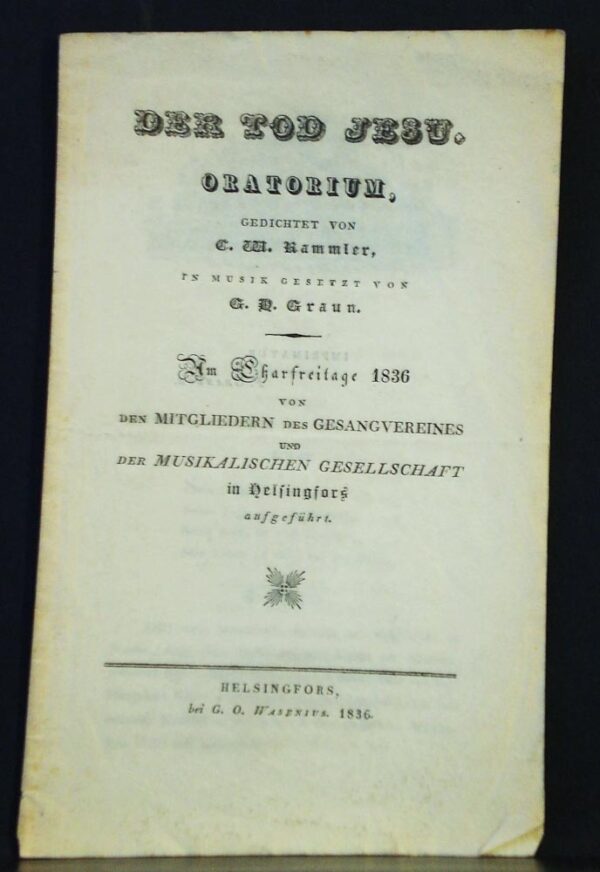 DER TOD JESU.
ORATORIUM,
GEDICHTET VON
C. W. Rammler,
IN MUSIK GESETZT VON
G. H. Graun.
Am Charfreitage 1836
VON
DEN MITGLIEDERN DES GESANGVEREINES
UND
DER MUSIKALISCHEN GESELLSCHAFT
in Helsingfors
aufgeführt.
HELSINGFORS,
bei G. O. WASENIUS. 1836.